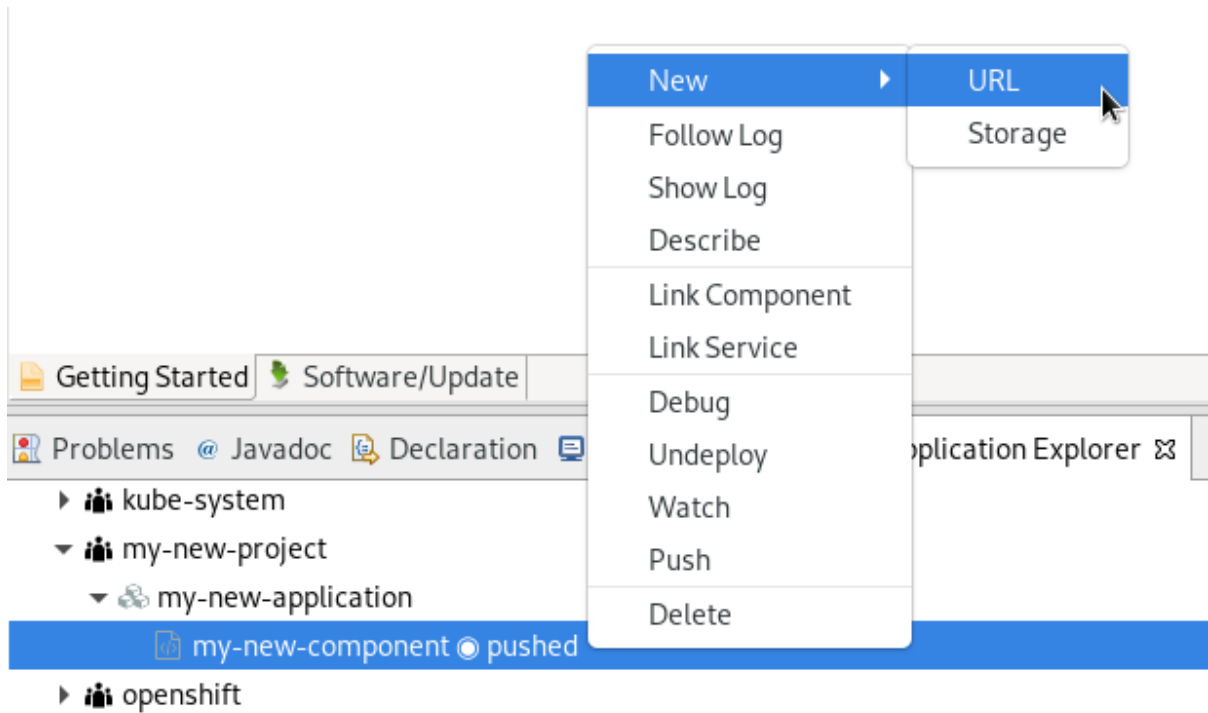 New
URL
Follow Log
Storage
Show Log
Describe
Link Component
Link Service
Getting Started
Software/Update
Debug
Problems
@ Javadoc
Declaration
Undeploy
Application Explorer
Watch
Push
Delete
kube-system
my-new-project
my-new-application
my-new-component pushed
openshift